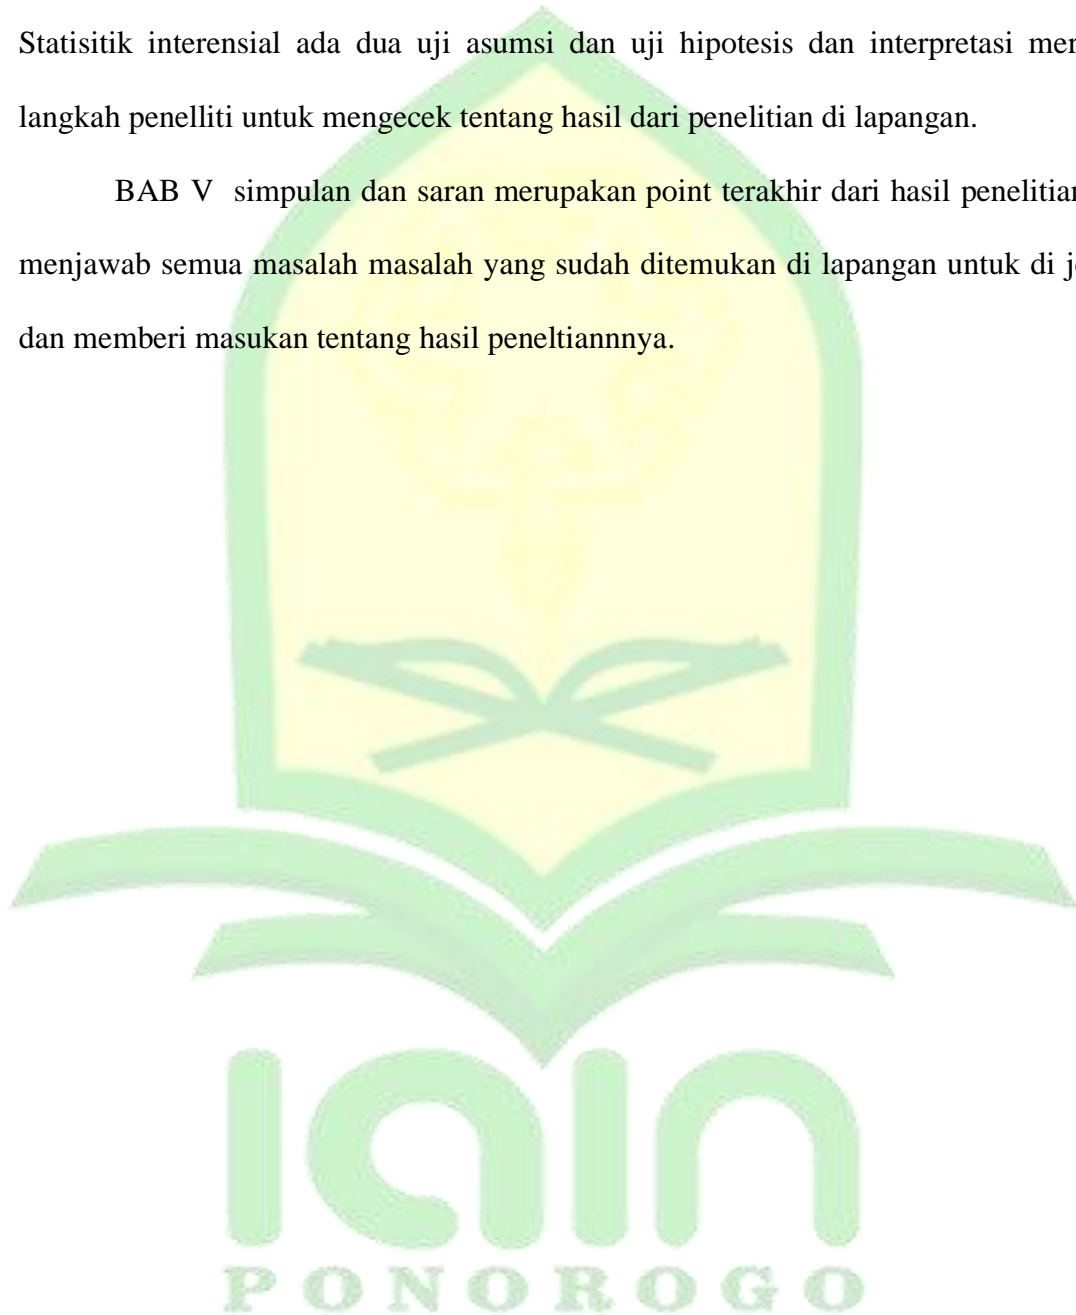 Statisitik interensial ada dua uji asumsi dan uji hipotesis dan interpretasi
langkah penelliti untuk mengecek tentang hasil dari penelitian di lapangan.
BAB V simpulan dan saran merupakan point terakhir dari hasil penelitian
menjawab semua masalah masalah yang sudah ditemukan di lapangan untuk di
dan memberi masukan tentang hasil peneltiannnya.
iain
PONOROGO